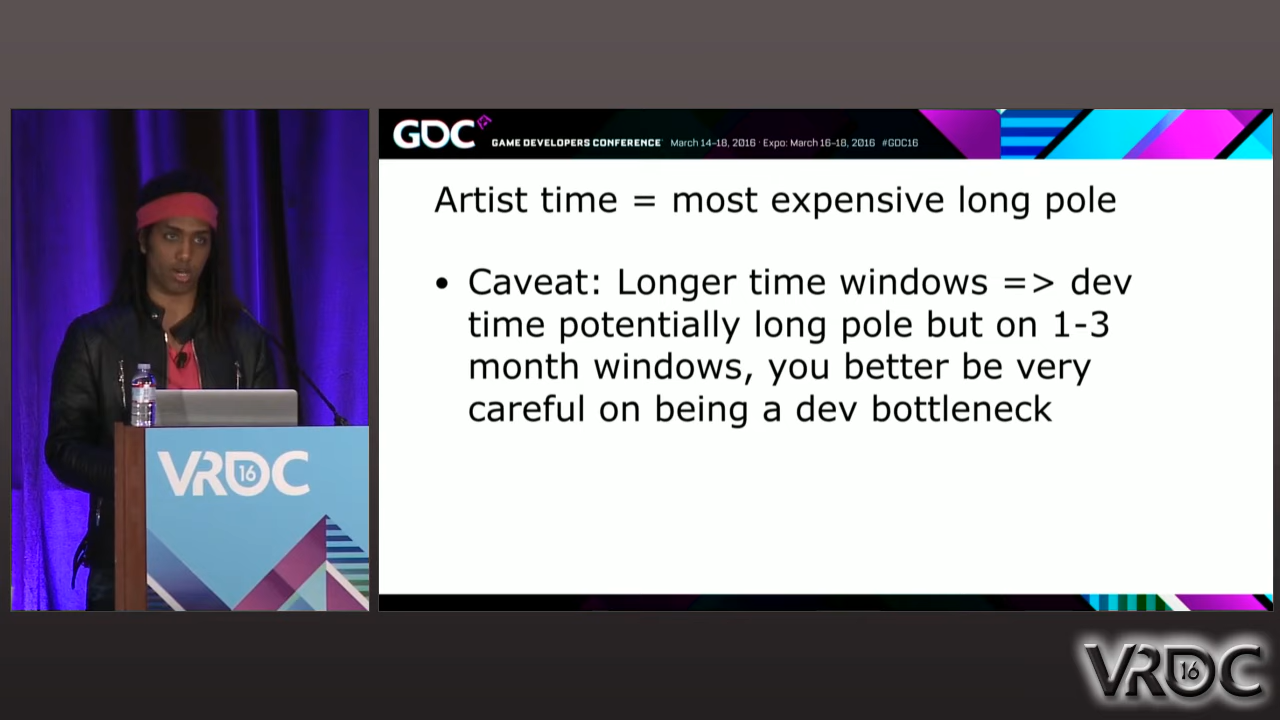 GDC
GAME DEVELOPERS CONFERENCE March 14-18, 2016 · Expo: March 16-18, 2016 #GDC16
Artist time = most expensive long pole
• Caveat: Longer time windows => dev
time potentially long pole but on 1-3
month windows, you better be very
careful on being a dev bottleneck
VRDC 16
VRDC 16